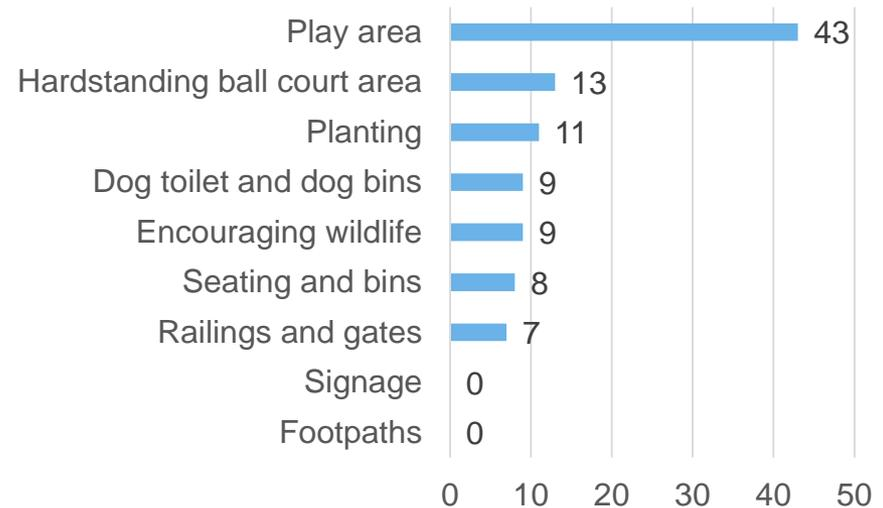 Play area 43
Hardstanding ball court area 13
Planting 11
Dog toilet and dog bins 9
Encouraging wildlife 9
Seating and bins 8
Railings and gates 7
Signage 0
Footpaths 0
0 10 20 30 40 50